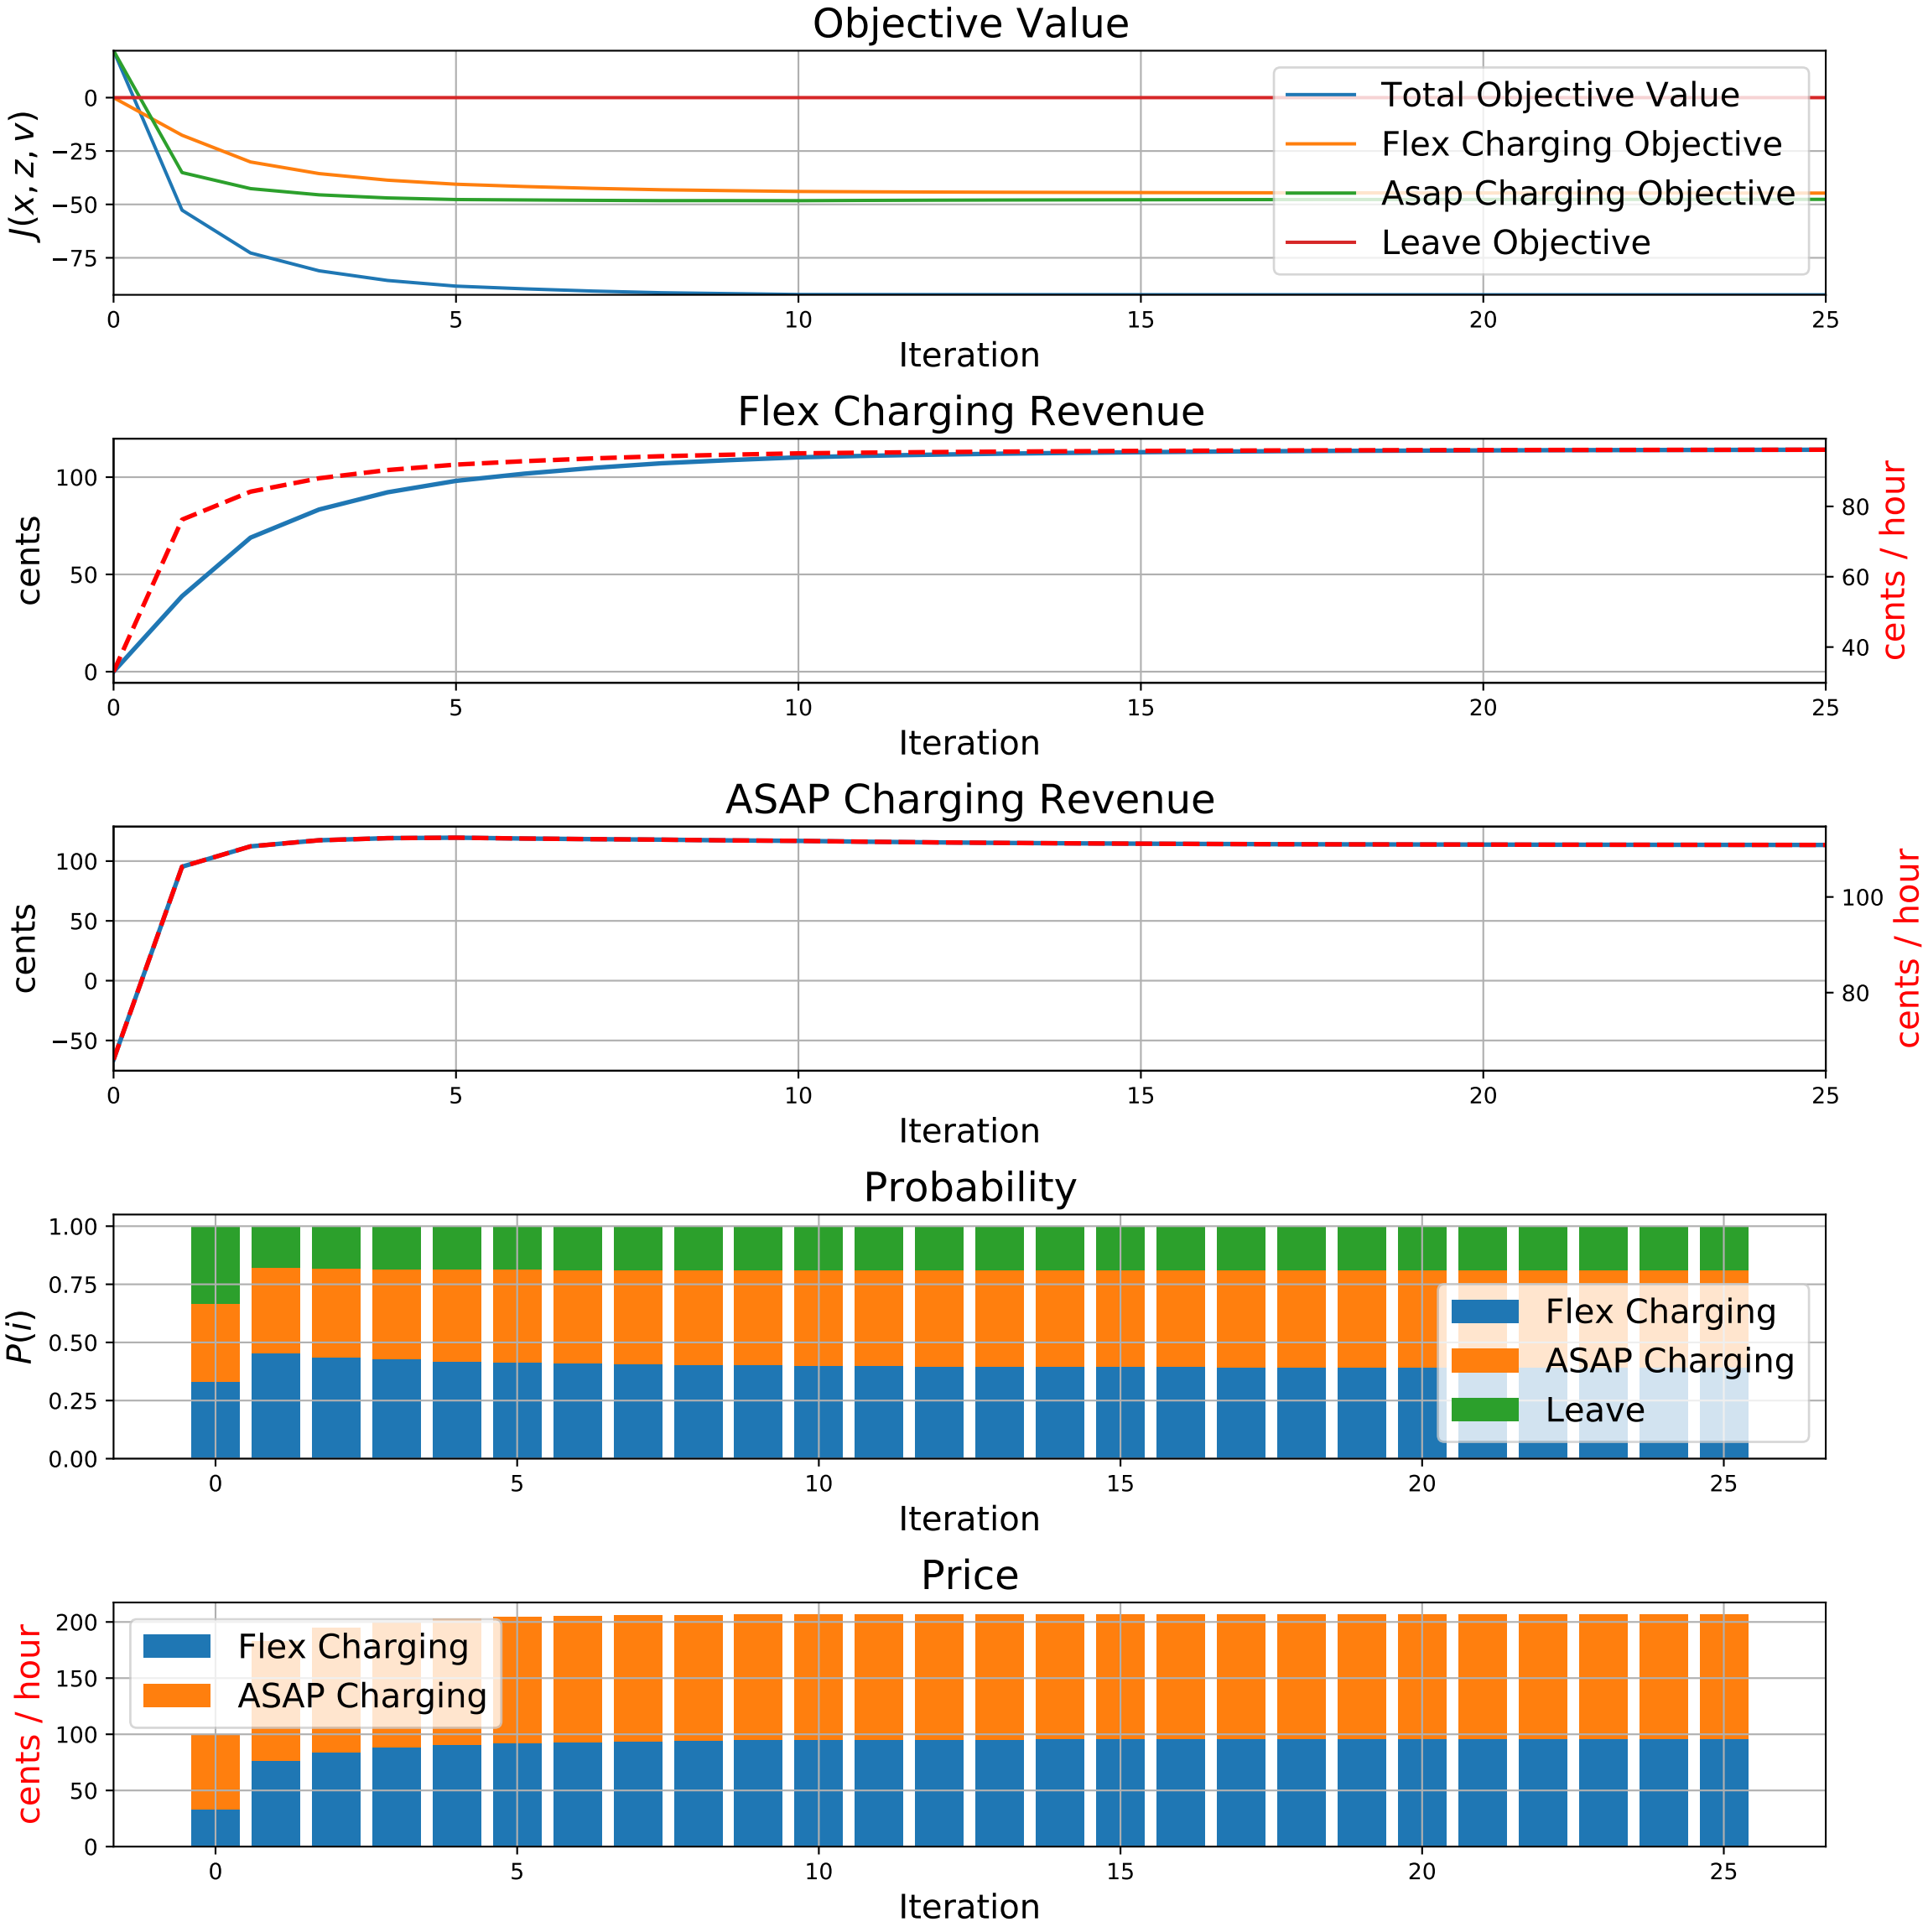 Objective Value
J(x, z, v)
0
−25
−50
−75
Total Objective Value
Flex Charging Objective
Asap Charging Objective
Leave Objective
0 5 10 15 20 25
Iteration
Flex Charging Revenue
cents
100
50
0
80
60
40
cents / hour
0 5 10 15 20 25
Iteration
ASAP Charging Revenue
cents
100
50
0
−50
100
80
cents / hour
0 5 10 15 20 25
Iteration
Probability
P(i)
1.00
0.75
0.50
0.25
0.00
Flex Charging
ASAP Charging
Leave
0 5 10 15 20 25
Iteration
Price
cents / hour
200
150
100
50
0
Flex Charging
ASAP Charging
0 5 10 15 20 25
Iteration